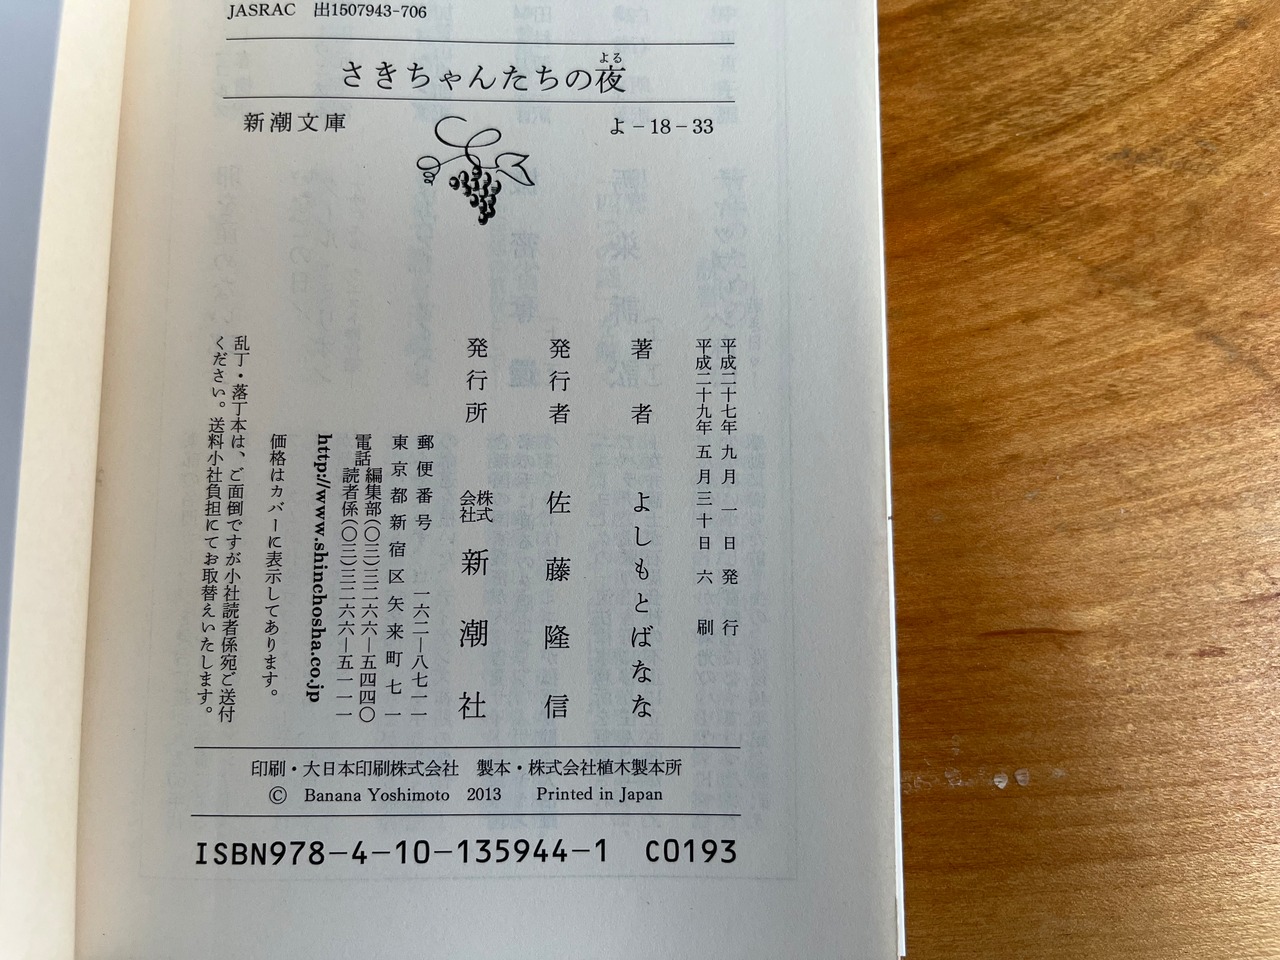 JASRAC 出1507943-706
さきちゃんたちの夜
よる
新潮文庫
よ-18-33
平成二十七年九月一日発行
平成二十九年五月三十日六刷
著者 よしもとばなな
発行者 佐藤隆信
発行所 株式会社 新潮社
郵便番号 一六二―八七一一
東京都新宿区矢来町七一
電話 編集部(〇三)三二六六―五四四〇
読者係(〇三)三二六六―五一一一
http://www.shinchosha.co.jp
価格はカバーに表示してあります。
乱丁・落丁本は、ご面倒ですが小社読者係宛ご送付
ください。送料小社負担にてお取替えいたします。
印刷・大日本印刷株式会社 製本・株式会社植木製本所
© Banana Yoshimoto 2013 Printed in Japan
ISBN978-4-10-135944-1 C0193